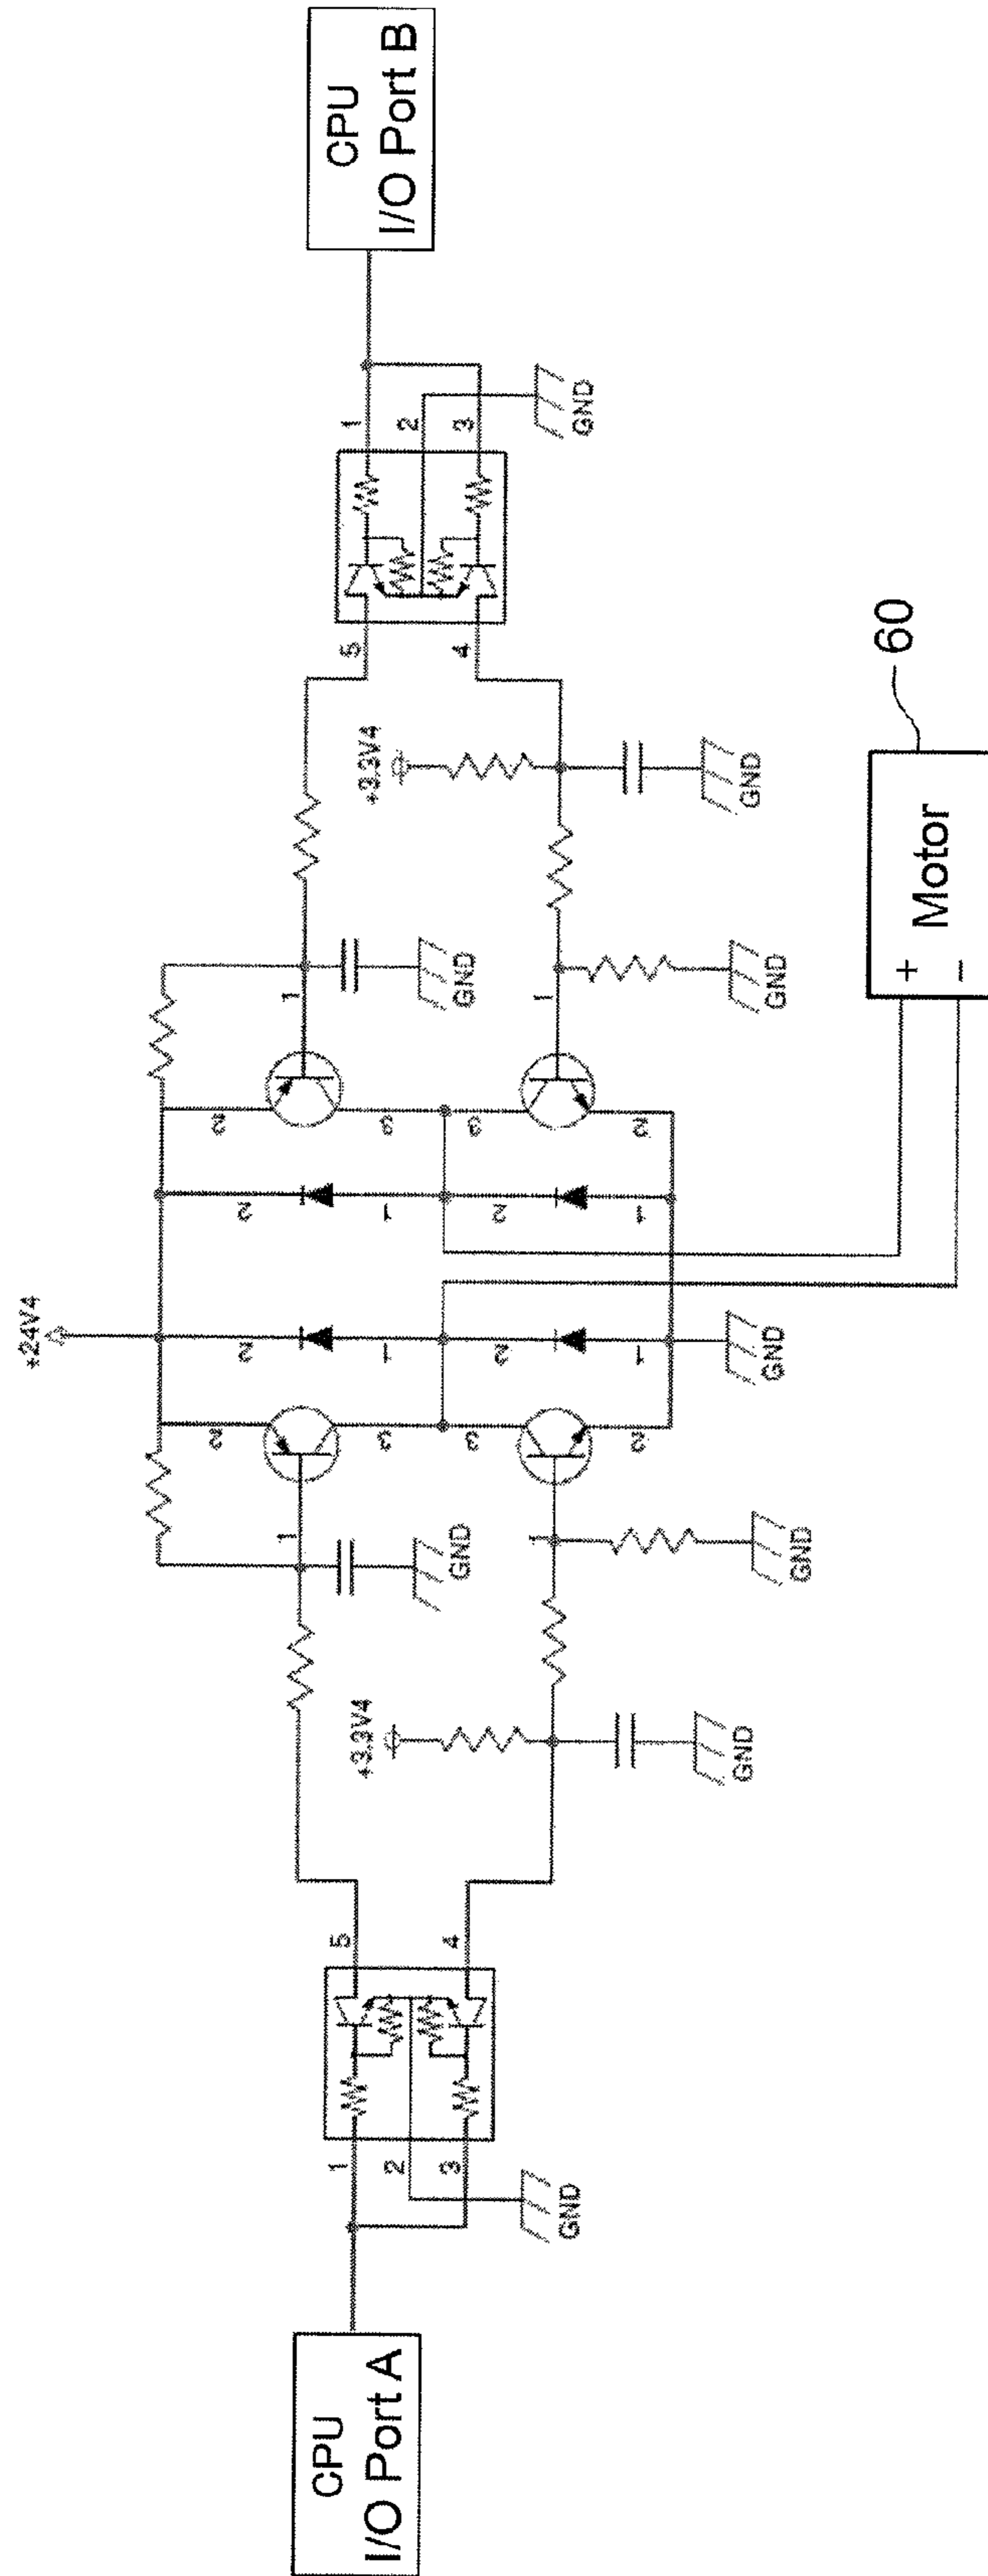 CPU
I/O Port A
CPU
I/O Port B
1
2
3
5
4
1
2
3
5
4
+24V4
+3.3V4
+3.3V4
GND
GND
GND
GND
GND
GND
GND
GND
GND
1
1
1
1
2
3
3
2
2
1
2
1
2
1
2
1
2
3
3
2
Motor
+
−
60